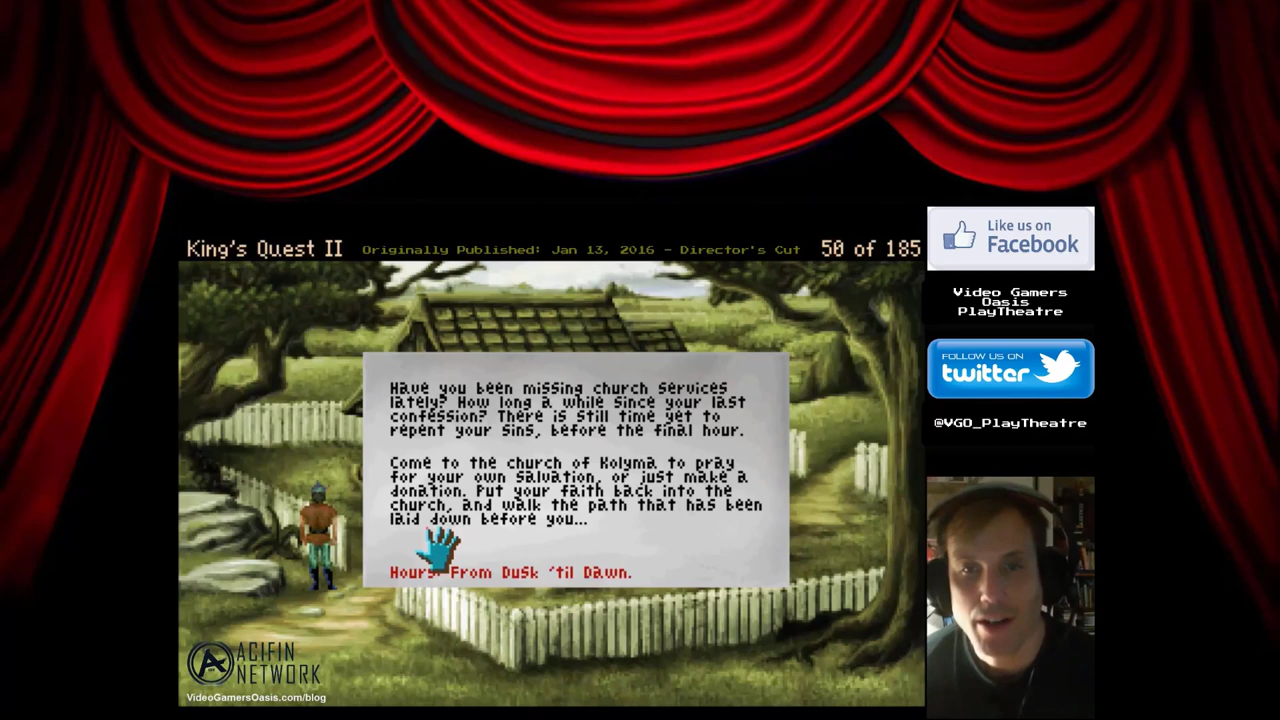 Like us on
Facebook
King's Quest II
Originally Published: Jan 13, 2016 - Director's Cut
50 of 185
Video Gamers
Oasis
PlayTheatre
FOLLOW US ON
twitter
@VGO_PlayTheatre
Have you been missing church services
lately? How long a while since your last
confession? There is still time yet to
repent your sins, before the final hour.
Come to the church of Kolyma to pray
for your own salvation, or just make a
donation. Put your faith back into the
church, and walk the path that has been
laid down before you...
Hours: From Dusk 'til Dawn.
ACIFIN
NETWORK
VideoGamersOasis.com/blog